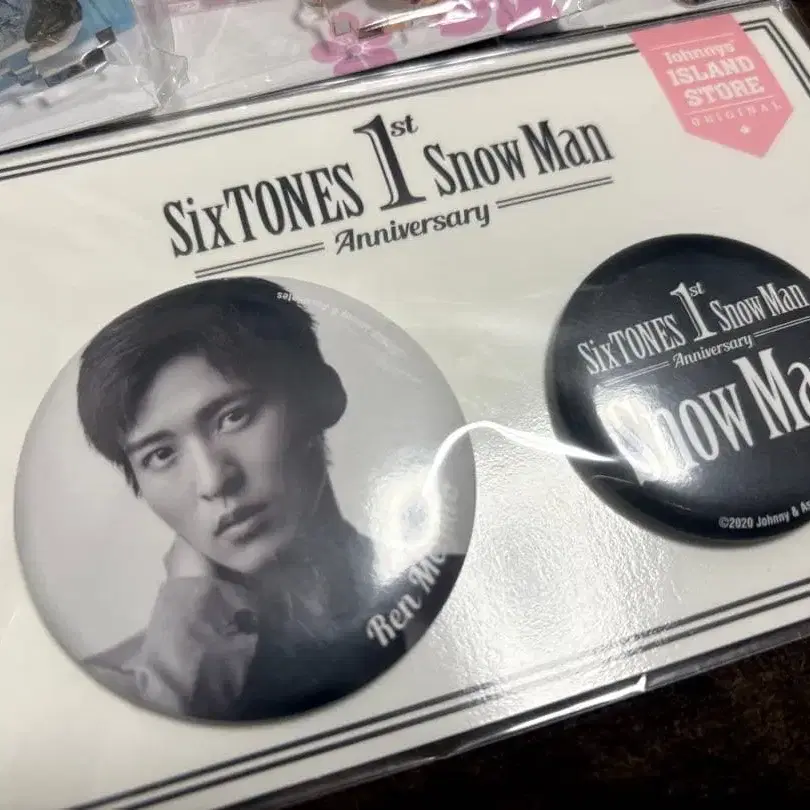 Johnnys'
ISLAND
STORE
ORIGINAL
SixTONES 1st Snow Man
Anniversary
Ren
SixTONES 1st Snow Man
Anniversary
Snow Ma
©2020 Johnny & As